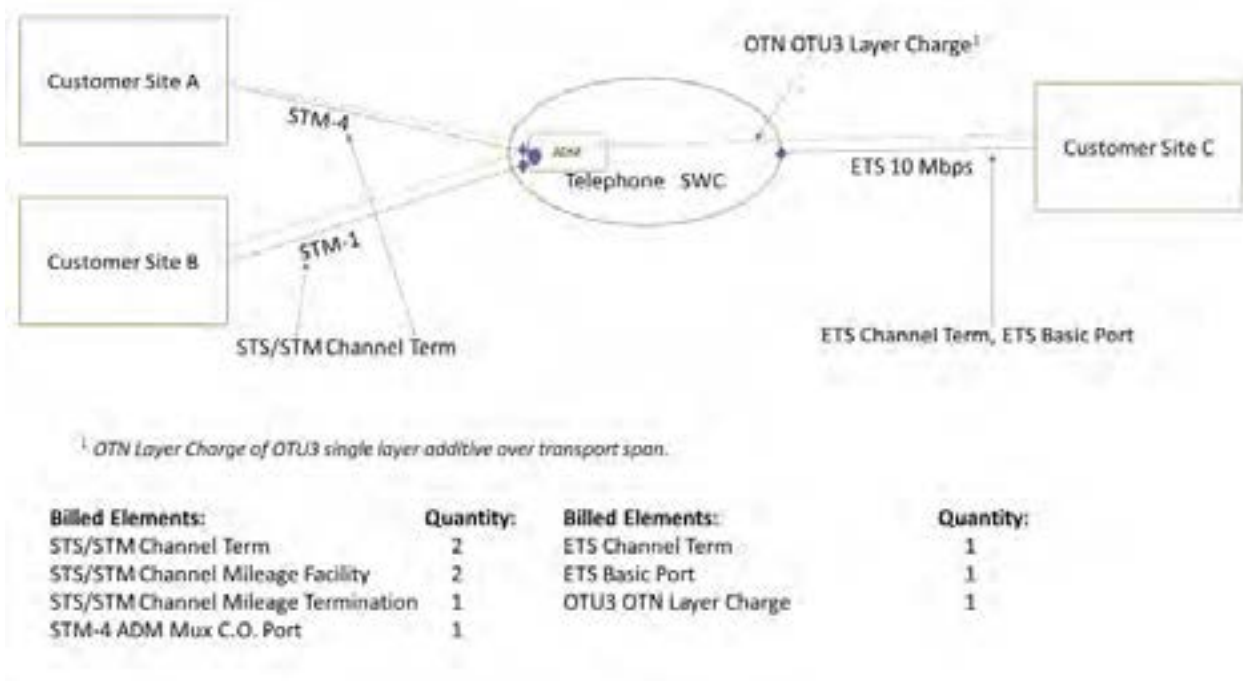 OTN OTU3 Layer Charge1
Customer Site A
STM-4
ADM
Customer Site C
ETS 10 Mbps
Telephone SWC
STM-1
Customer Site B
STS/STM Channel Term
ETS Channel Term, ETS Basic Port
1 OTN Layer Charge of OTU3 single layer additive over transport span.
Billed Elements: Quantity: Billed Elements: Quantity:
STS/STM Channel Term 2 ETS Channel Term 1
STS/STM Channel Mileage Facility 2 ETS Basic Port 1
STS/STM Channel Mileage Termination 1 OTU3 OTN Layer Charge 1
STM-4 ADM Mux C.O. Port 1